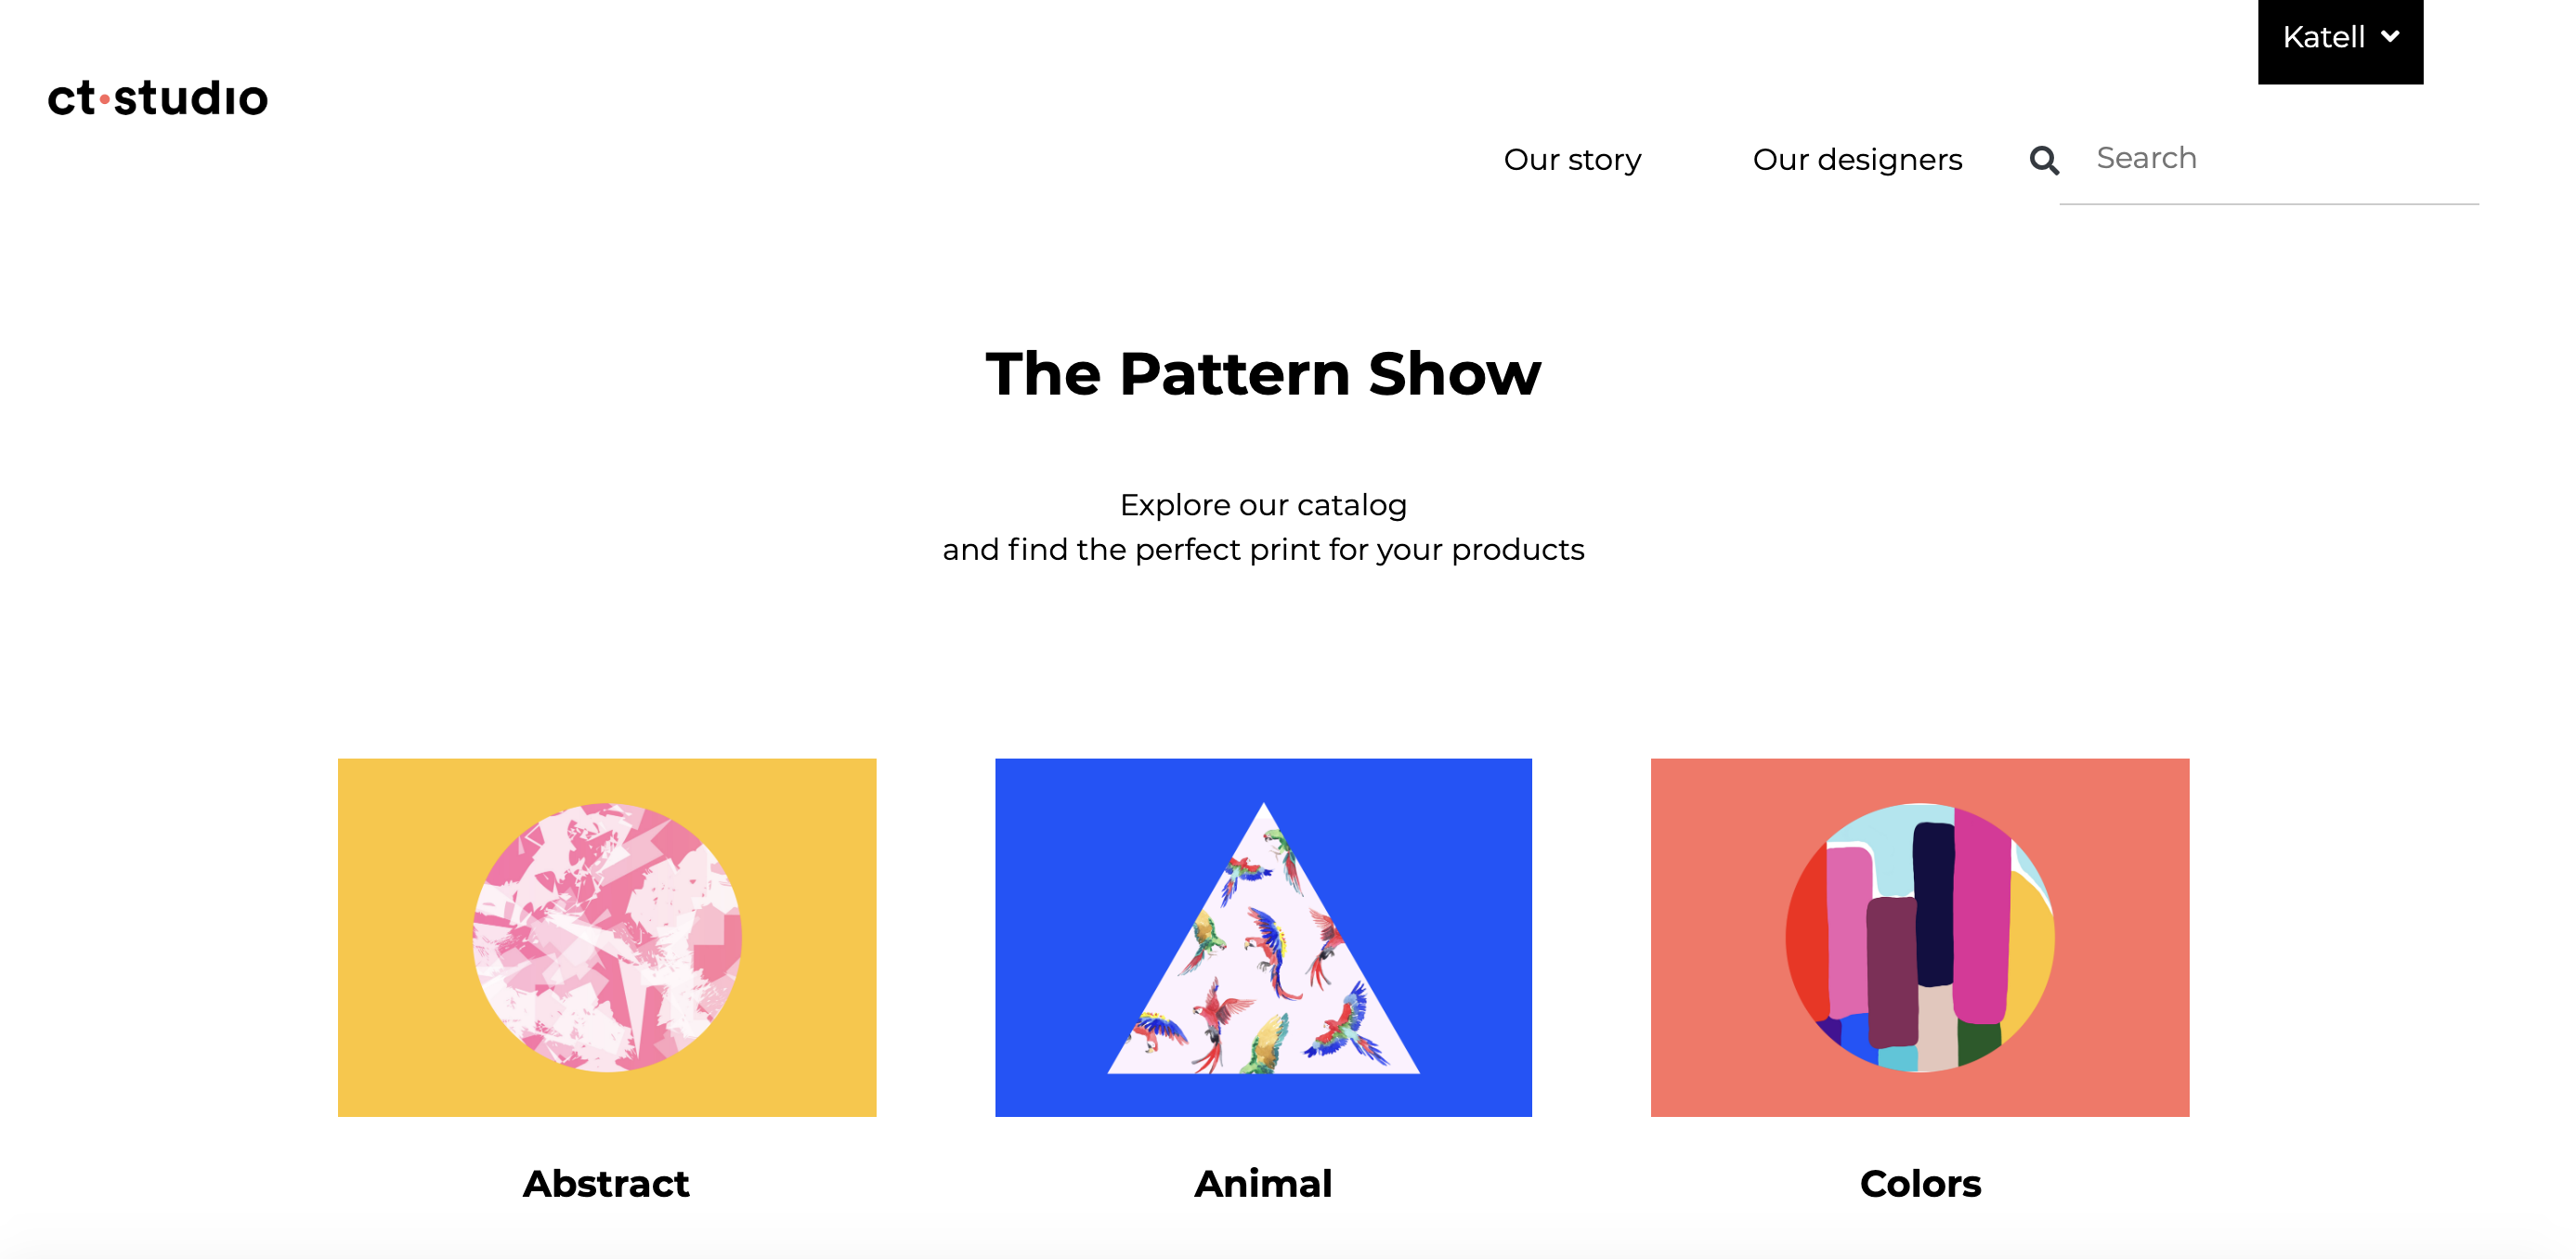 Katell
ct·studıo
Our story
Our designers
Search
The Pattern Show
Explore our catalog
and find the perfect print for your products
Abstract
Animal
Colors